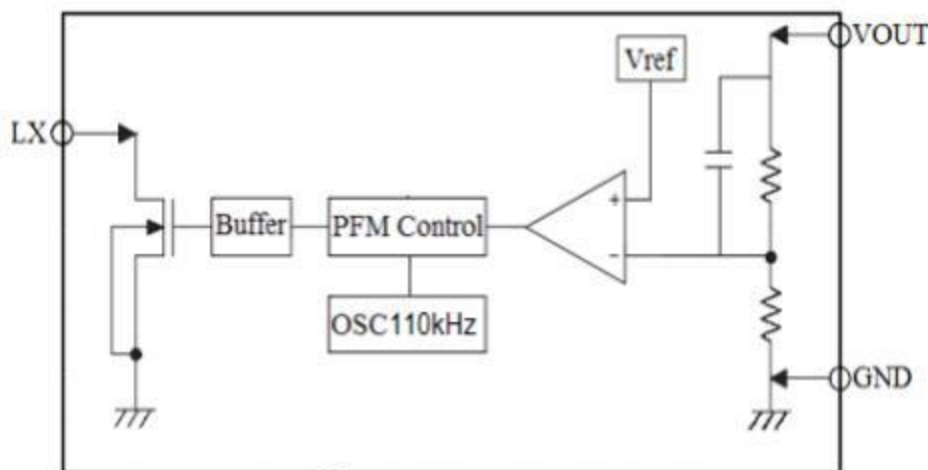 VOUT
Vref
LX
+
Buffer
PFM Control
-
OSC110kHz
GND